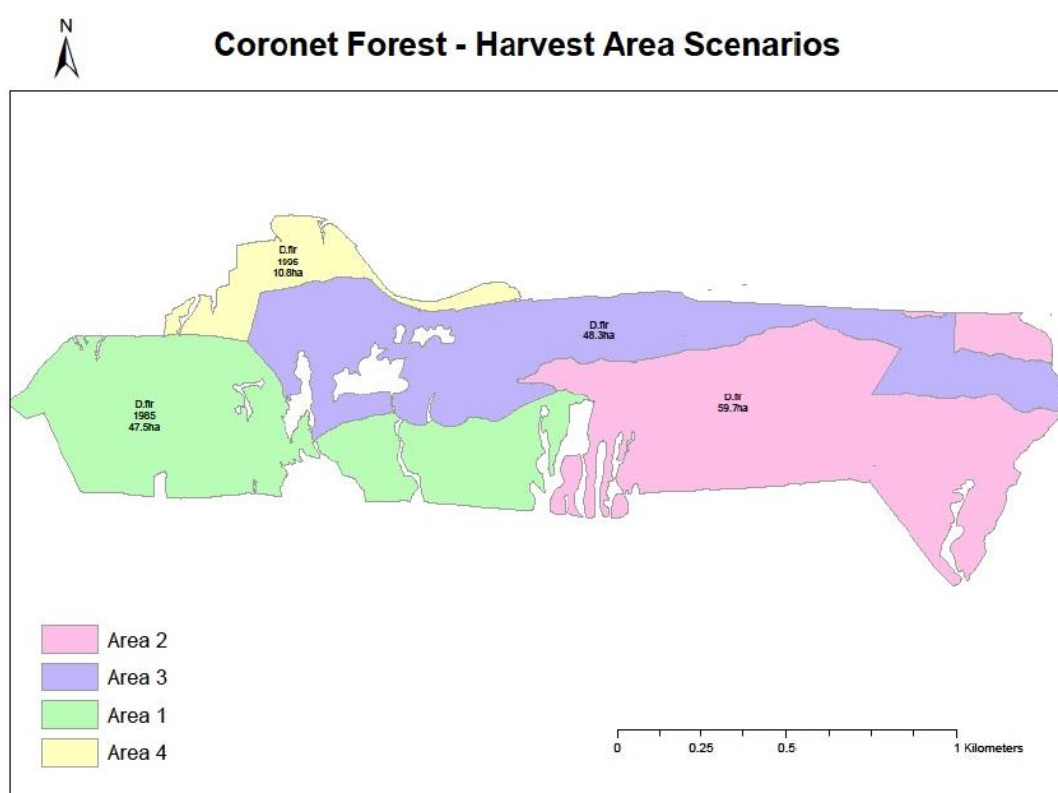 N
Coronet Forest - Harvest Area Scenarios
D.fir
1995
10.8ha
D.fir
48.3ha
D.fir
1985
47.5ha
D.fir
59.7ha
Area 2
Area 3
Area 1
Area 4
0 0.25 0.5 1 Kilometers